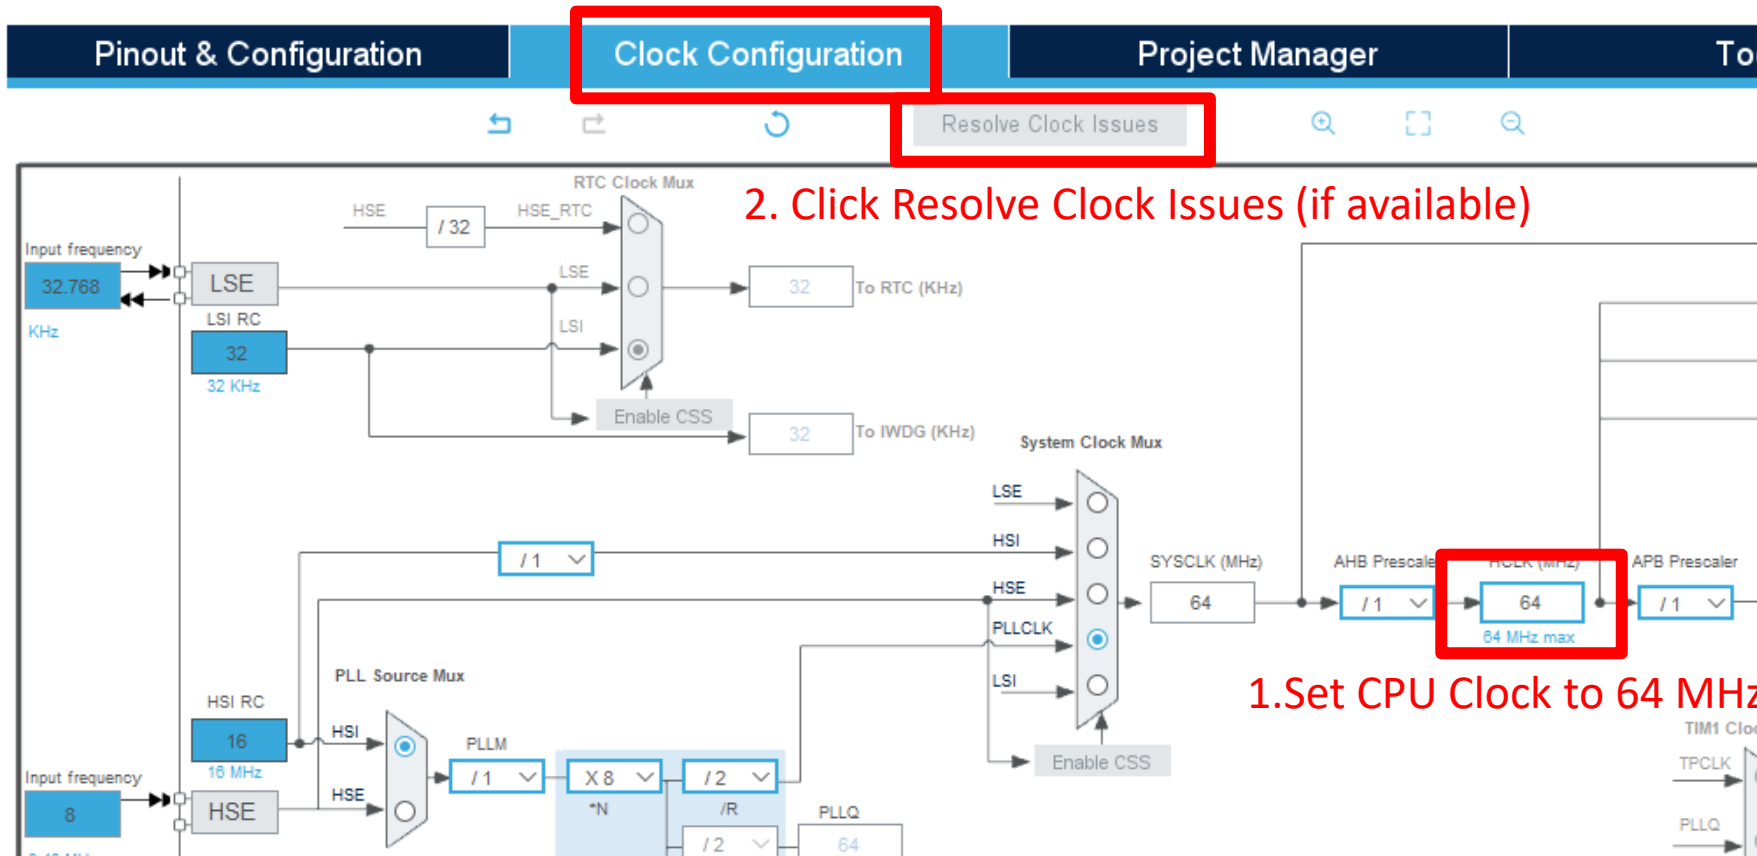 Pinout & Configuration
Clock Configuration
Project Manager
Resolve Clock Issues
2. Click Resolve Clock Issues (if available)
RTC Clock Mux
HSE
/ 32
HSE_RTC
Input frequency
32.768
KHz
LSE
LSE
32
To RTC (KHz)
LSI RC
32
32 KHz
LSI
Enable CSS
32
To IWDG (KHz)
System Clock Mux
LSE
HSI
/ 1
HSE
PLLCLK
LSI
SYSCLK (MHz)
64
AHB Prescale
/ 1
HCLK (MHz)
64
64 MHz max
APB Prescaler
/ 1
1.Set CPU Clock to 64 MHz
Enable CSS
PLL Source Mux
HSI RC
16
16 MHz
HSI
HSE
PLLM
/ 1
X 8
*N
/ 2
/R
/ 2
PLLQ
64
Input frequency
8
HSE
TIM1 Clo
TPCLK
PLLQ